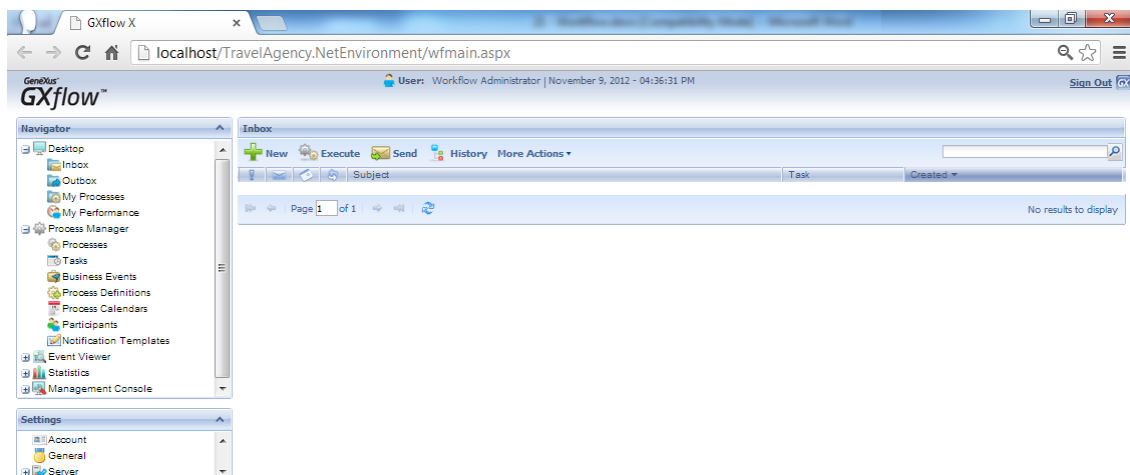 GXflow X
localhost/TravelAgency.NetEnvironment/wfmain.aspx
GeneXus™
GXflow™
User: Workflow Administrator | November 9, 2012 - 04:36:31 PM
Sign Out
Navigator
Desktop
Inbox
Outbox
My Processes
My Performance
Process Manager
Processes
Tasks
Business Events
Process Definitions
Process Calendars
Participants
Notification Templates
Event Viewer
Statistics
Management Console
Settings
Account
General
Server
Inbox
New Execute Send History More Actions
Subject Task Created
Page 1 of 1
No results to display